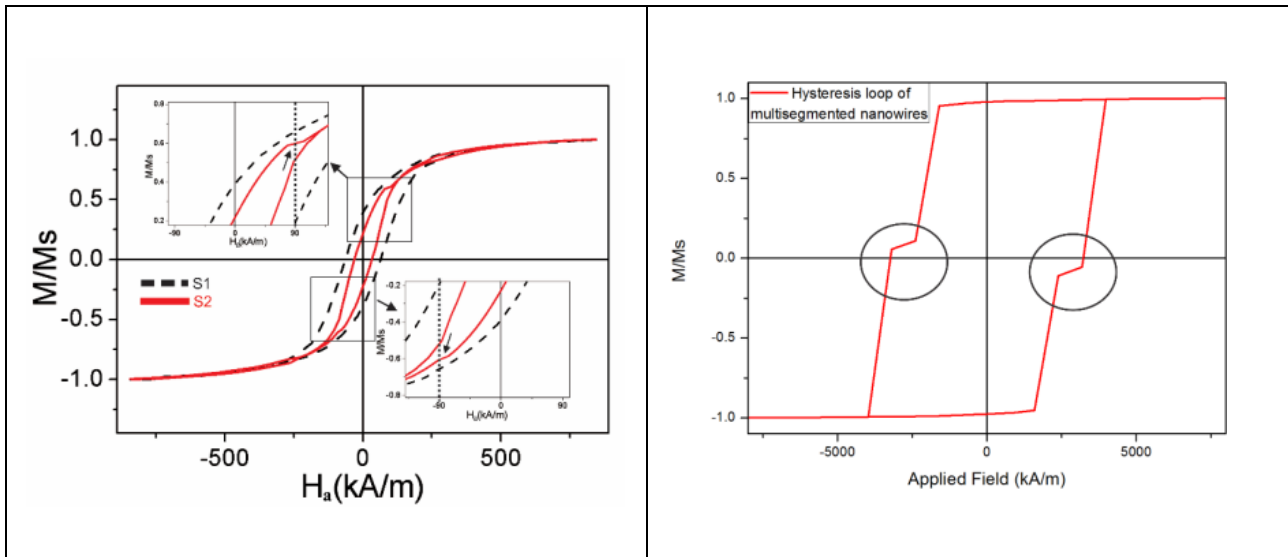 1.0
0.5
0.0
-0.5
-1.0
M/Ms
-500
0
500
Hₐ(kA/m)
S1
S2
0.8
0.6
0.4
0.2
M/Ms
-90
0
90
Hₐ(kA/m)
-0.2
-0.4
-0.6
-0.8
M/Ms
-90
0
90
Hₐ(kA/m)
Hysteresis loop of
multisegmented nanowires
1.0
0.5
0.0
-0.5
-1.0
M/Ms
-5000
0
5000
Applied Field (kA/m)